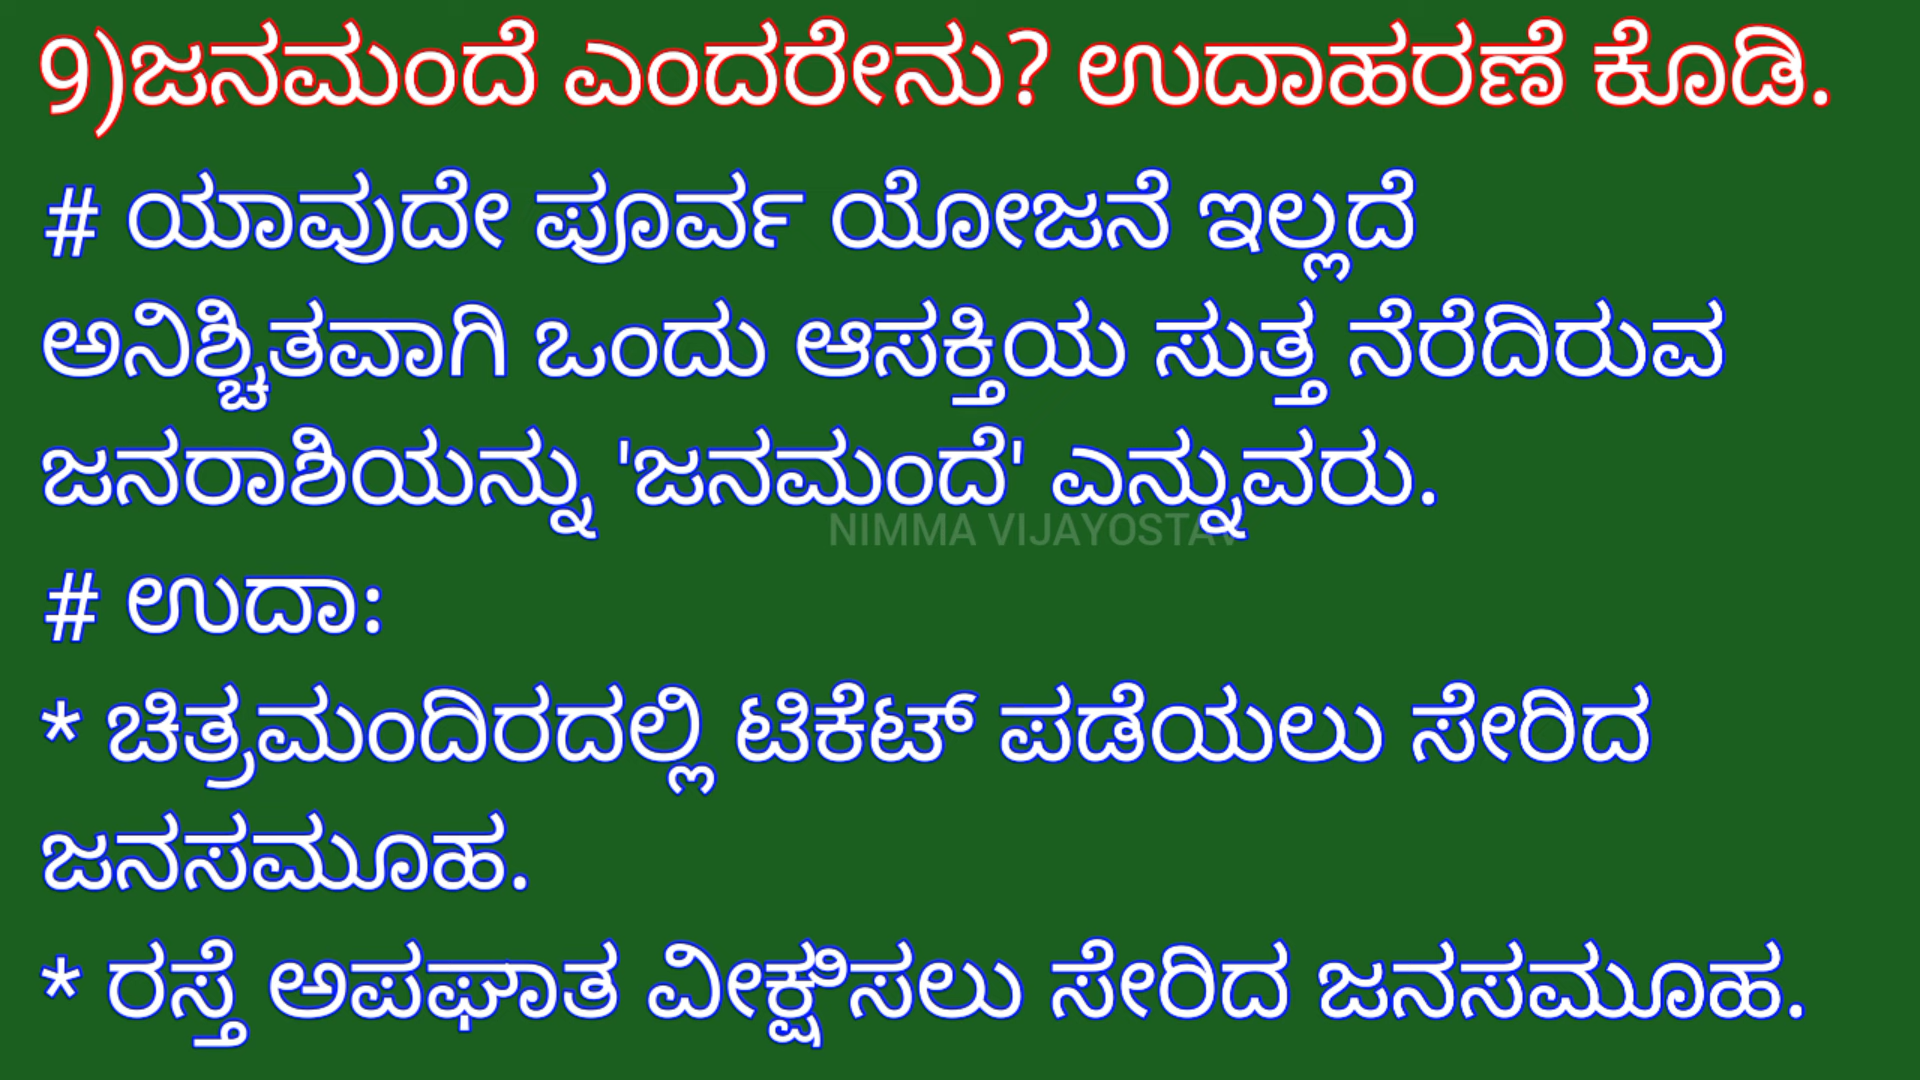 9)ಜನಮಂದೆ ಎಂದರೇನು? ಉದಾಹರಣೆ ಕೊಡಿ.
# ಯಾವುದೇ ಪೂರ್ವ ಯೋಜನೆ ಇಲ್ಲದೆ
ಅನಿಶ್ಚಿತವಾಗಿ ಒಂದು ಆಸಕ್ತಿಯ ಸುತ್ತ ನೆರೆದಿರುವ
ಜನರಾಶಿಯನ್ನು 'ಜನಮಂದೆ' ಎನ್ನುವರು.
NIMMA VIJAYOSTAV
# ಉದಾ:
* ಚಿತ್ರಮಂದಿರದಲ್ಲಿ ಟಿಕೆಟ್ ಪಡೆಯಲು ಸೇರಿದ
ಜನಸಮೂಹ.
* ರಸ್ತೆ ಅಪಘಾತ ವೀಕ್ಷಿಸಲು ಸೇರಿದ ಜನಸಮೂಹ.